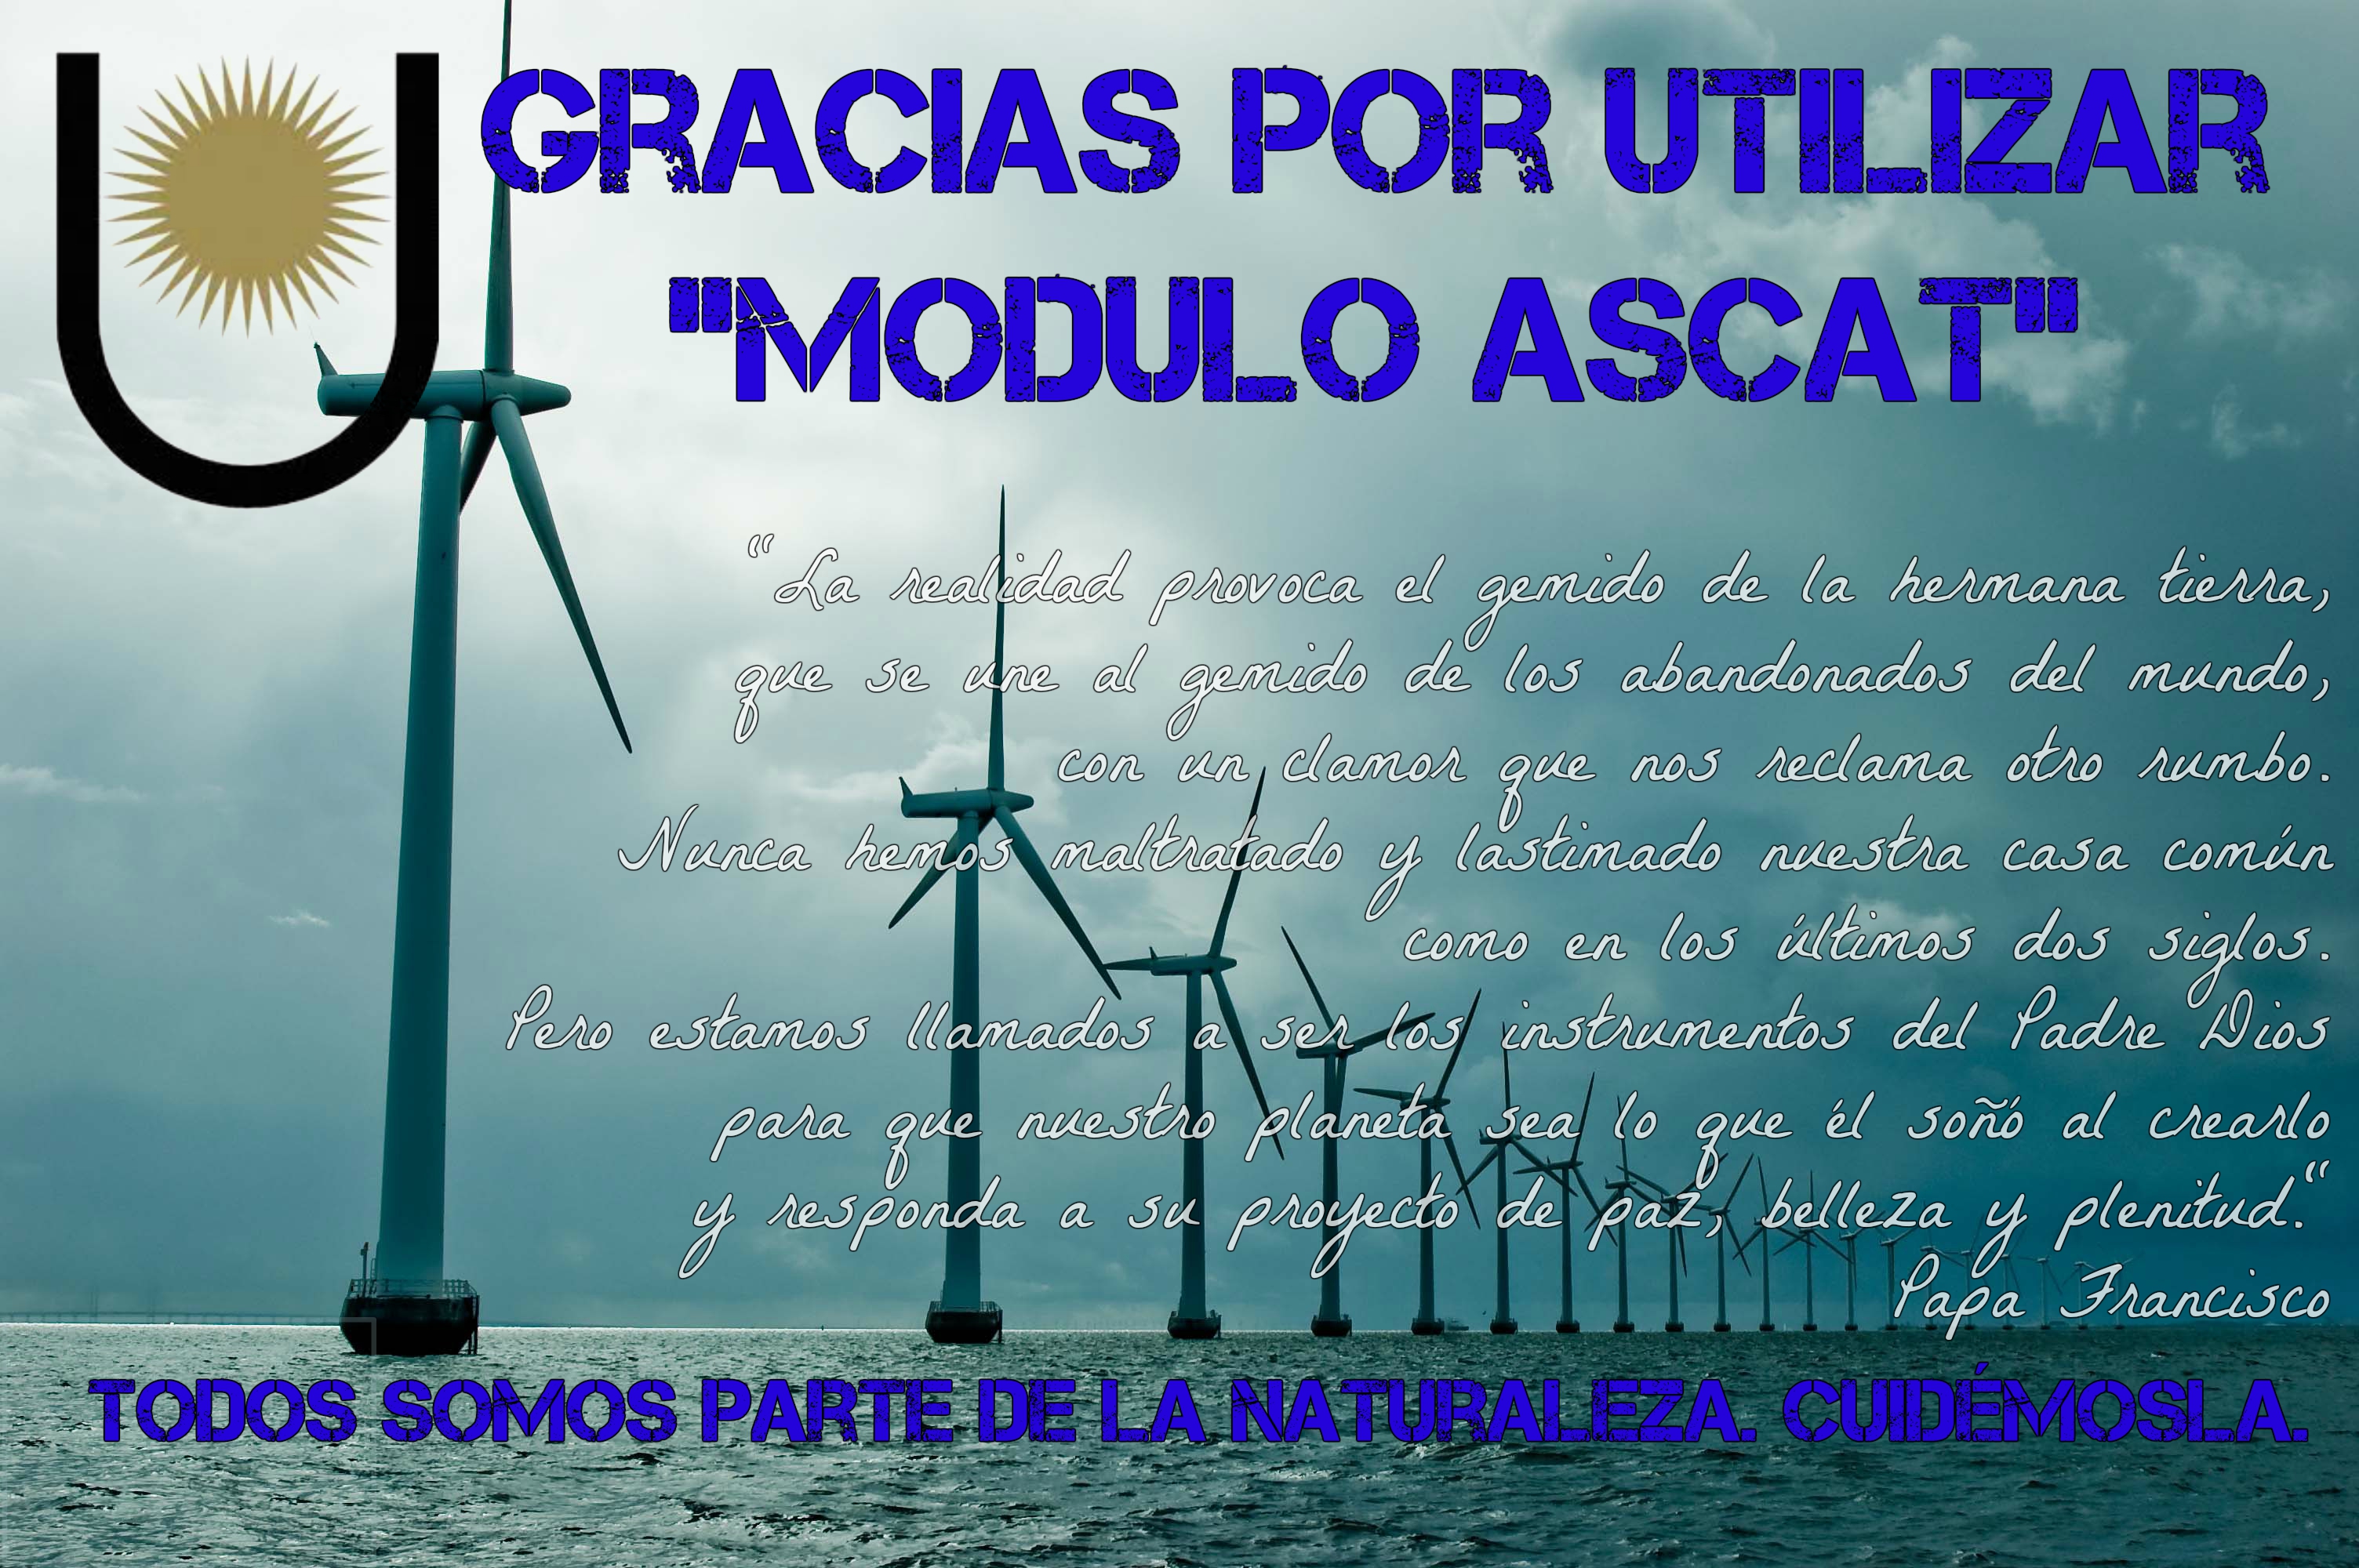 GRACIAS POR UTILIZAR
"MODULO ASCAT"
“La realidad provoca el gemido de la hermana tierra,
que se une al gemido de los abandonados del mundo,
con un clamor que nos reclama otro rumbo.
Nunca hemos maltratado y lastimado nuestra casa común
como en los últimos dos siglos.
Pero estamos llamados a ser los instrumentos del Padre Dios
para que nuestro planeta sea lo que él soñó al crearlo
y responda a su proyecto de paz, belleza y plenitud.“
Papa Francisco
TODOS SOMOS PARTE DE LA NATURALEZA. CUIDÉMOSLA.